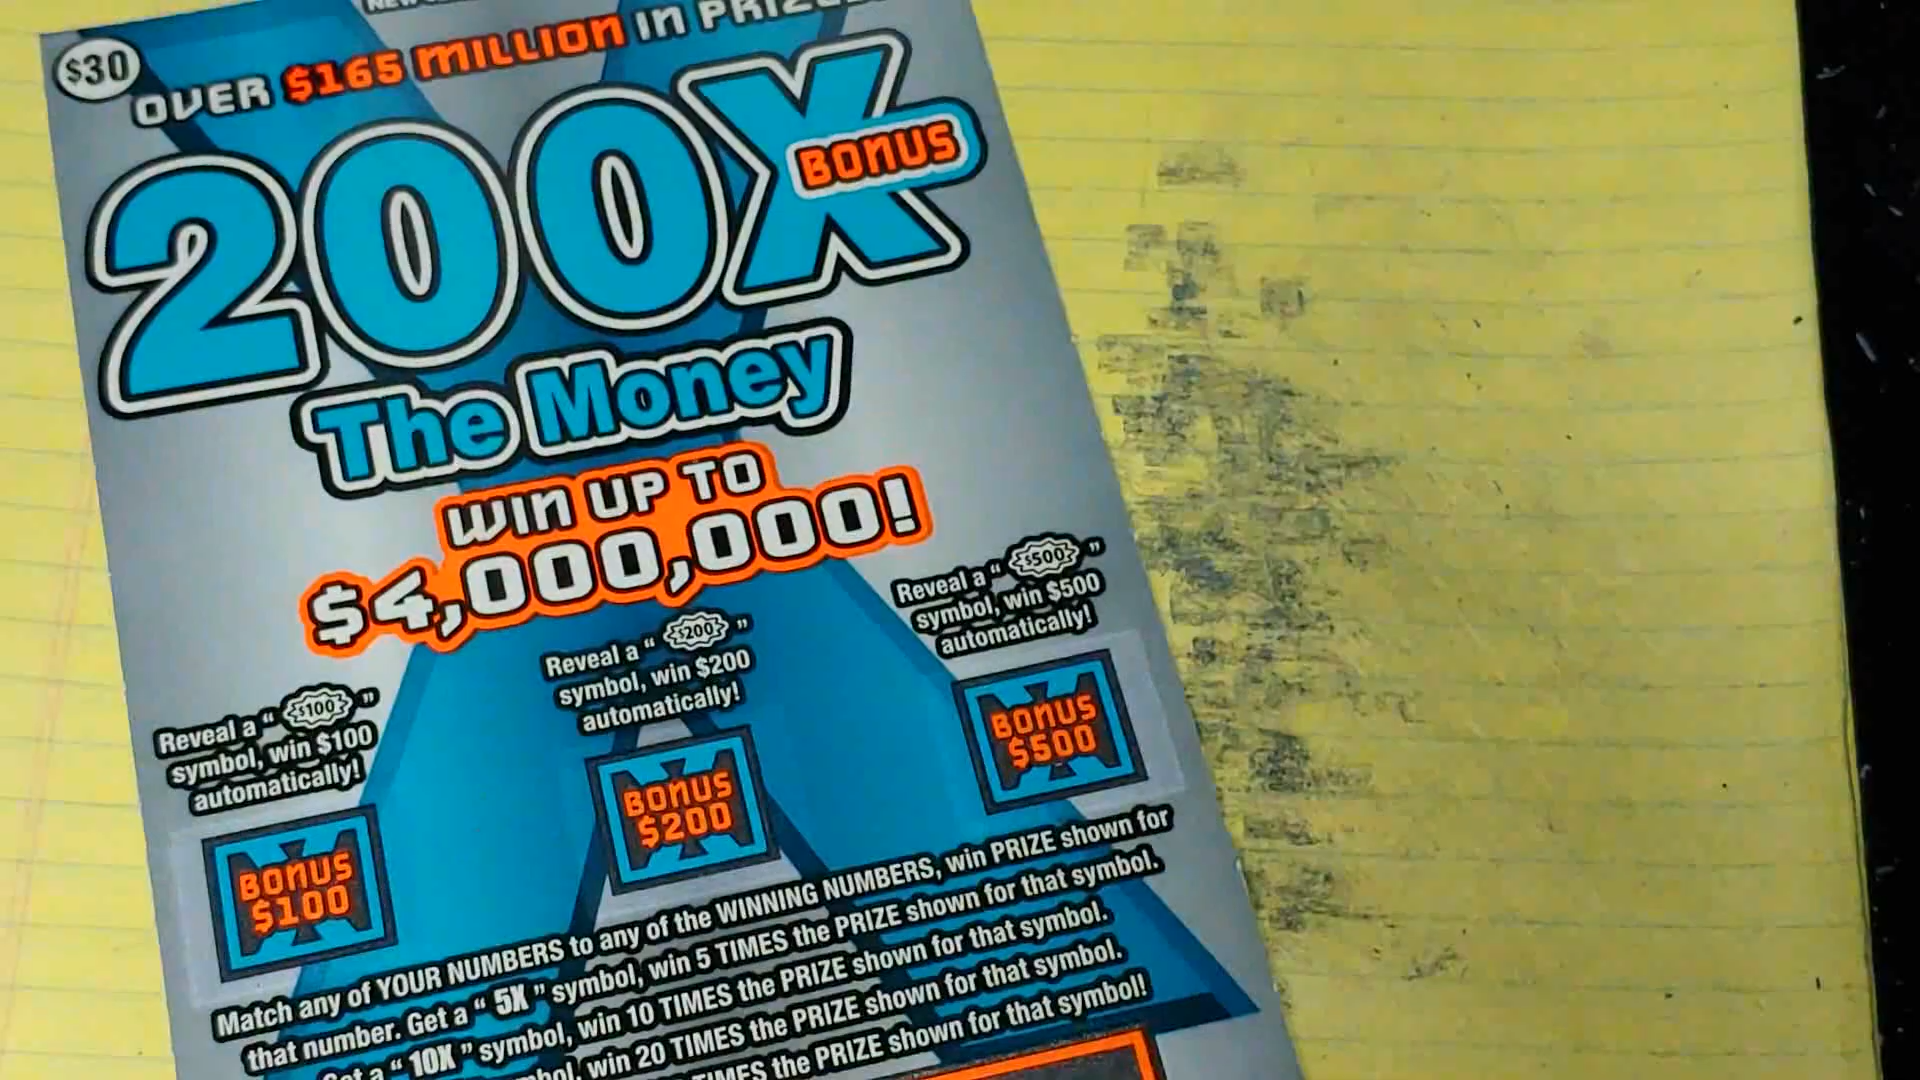 $30
OVER $165 MILLION IN
200X
BONUS
The Money
WIN UP TO
$4,000,000!
Reveal a " $100 "
symbol, win $100
automatically!
BONUS
$100
Reveal a " $200 "
symbol, win $200
automatically!
BONUS
$200
Reveal a " $500 "
symbol, win $500
automatically!
BONUS
$500
Match any of YOUR NUMBERS to any of the WINNING NUMBERS, win PRIZE shown for
that number. Get a " 5X " symbol, win 5 TIMES the PRIZE shown for that symbol.
Get a " 10X " symbol, win 10 TIMES the PRIZE shown for that symbol.
win 20 TIMES the PRIZE shown for that symbol.
TIMES the PRIZE shown for that symbol!